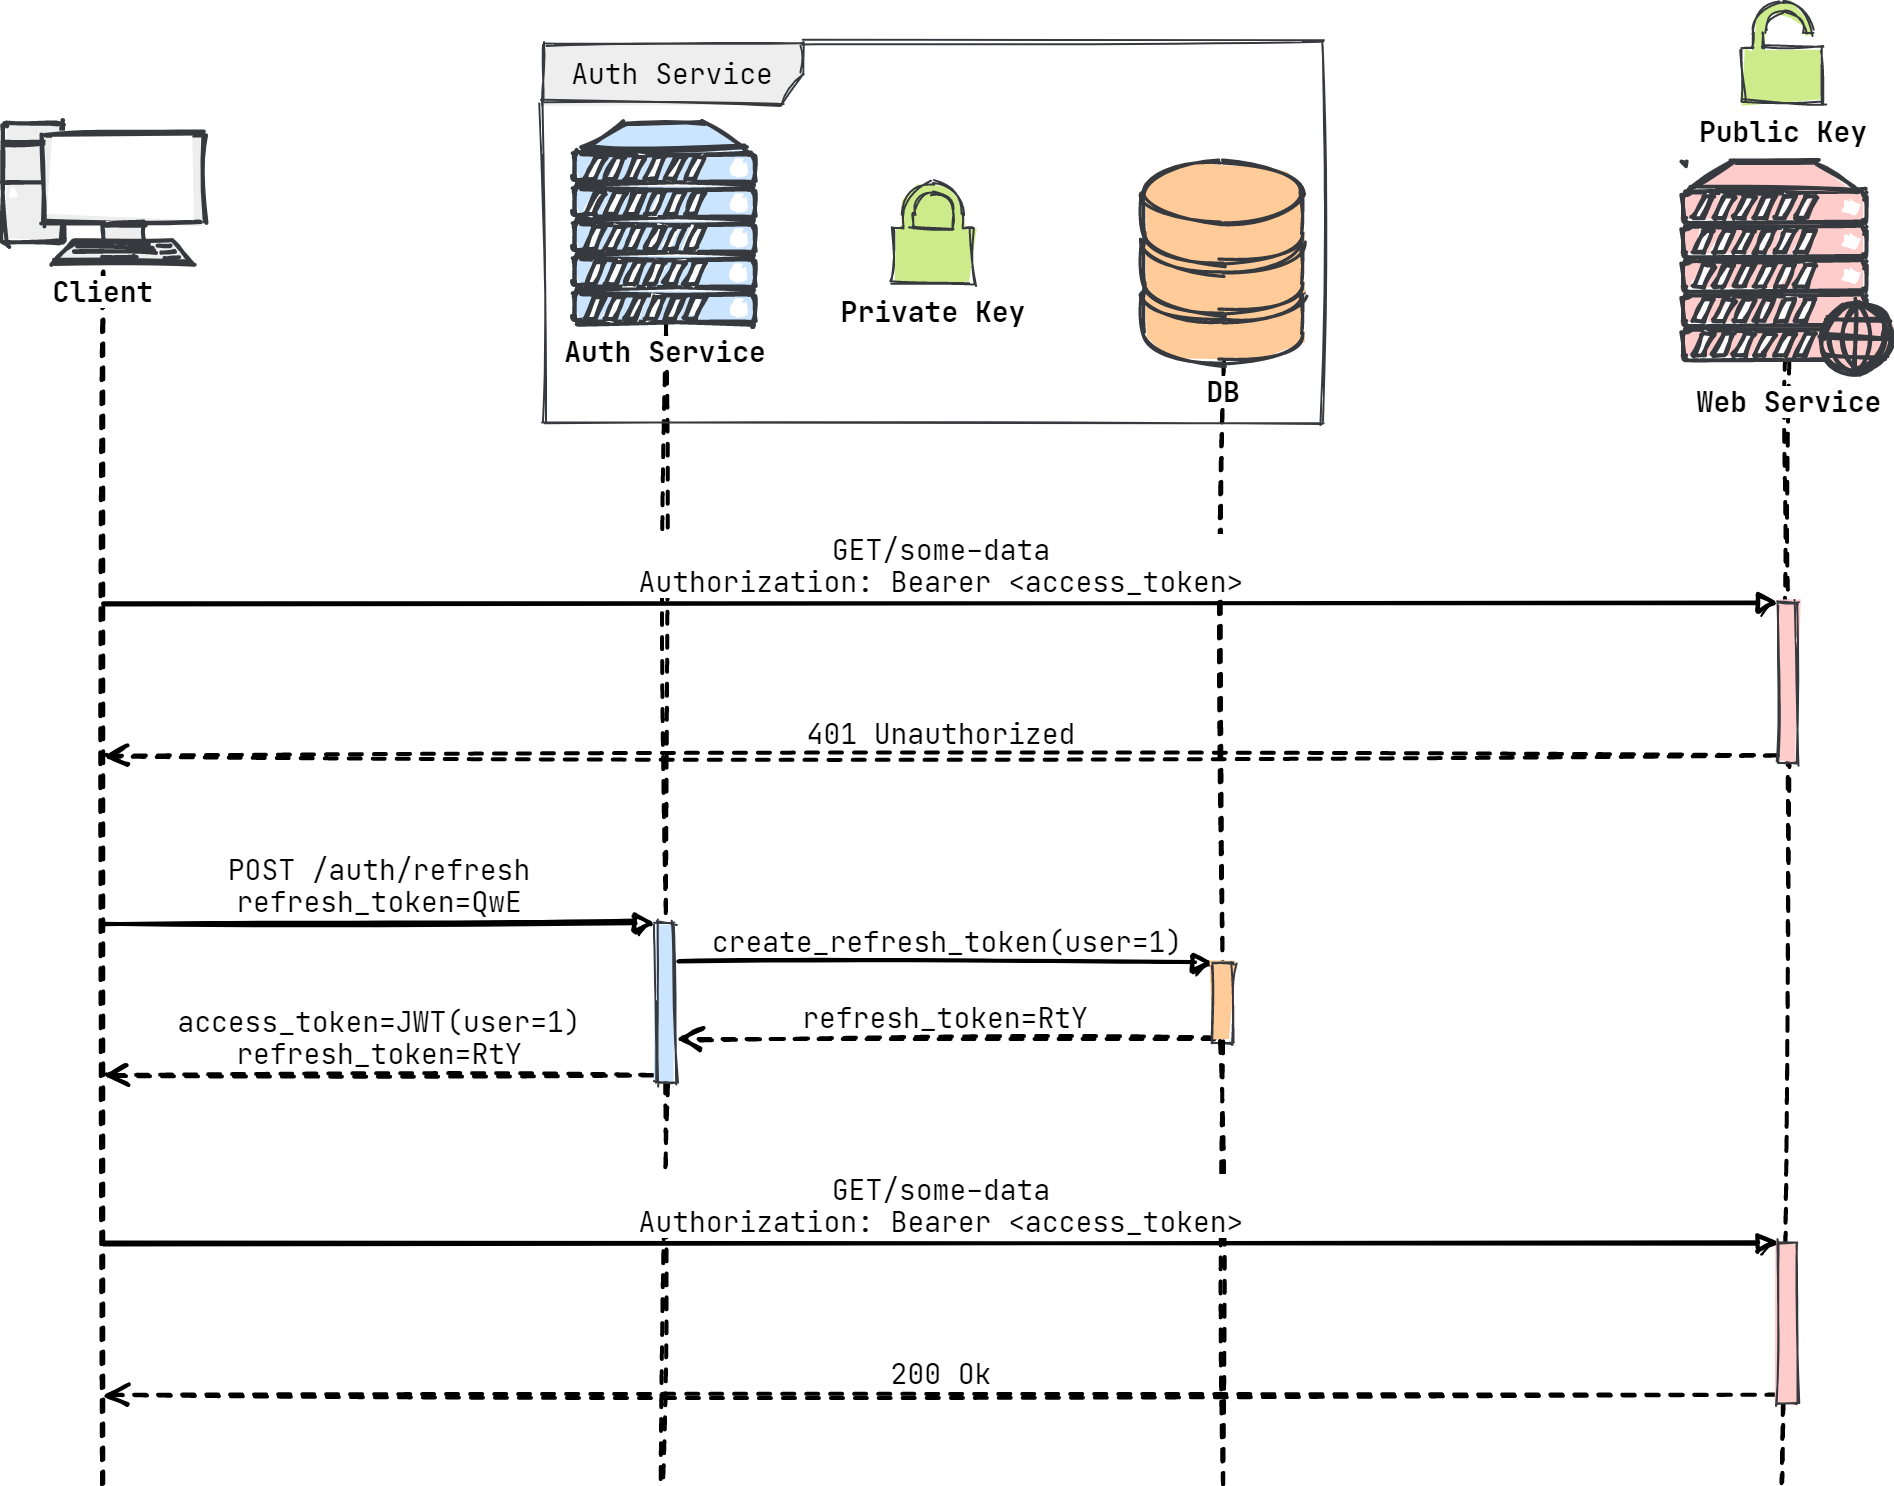 Auth Service
Public Key
Client
Private Key
Auth Service
DB
Web Service
GET/some-data
Authorization: Bearer <access_token>
401 Unauthorized
POST /auth/refresh
refresh_token=QwE
create_refresh_token(user=1)
refresh_token=RtY
access_token=JWT(user=1)
refresh_token=RtY
GET/some-data
Authorization: Bearer <access_token>
200 Ok